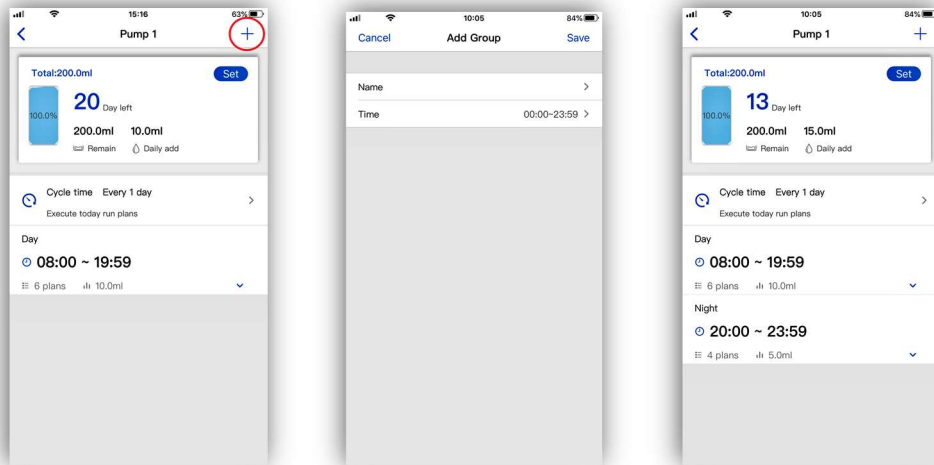 15:16
63%
Pump 1
Total:200.0ml
Set
100.0%
20 Day left
200.0ml 10.0ml
Remain Daily add
Cycle time Every 1 day
Execute today run plans
Day
08:00 ~ 19:59
6 plans 10.0ml
10:05
84%
Cancel Add Group Save
Name
Time 00:00~23:59
10:05
84%
Pump 1
Total:200.0ml
Set
100.0%
13 Day left
200.0ml 15.0ml
Remain Daily add
Cycle time Every 1 day
Execute today run plans
Day
08:00 ~ 19:59
6 plans 10.0ml
Night
20:00 ~ 23:59
4 plans 5.0ml